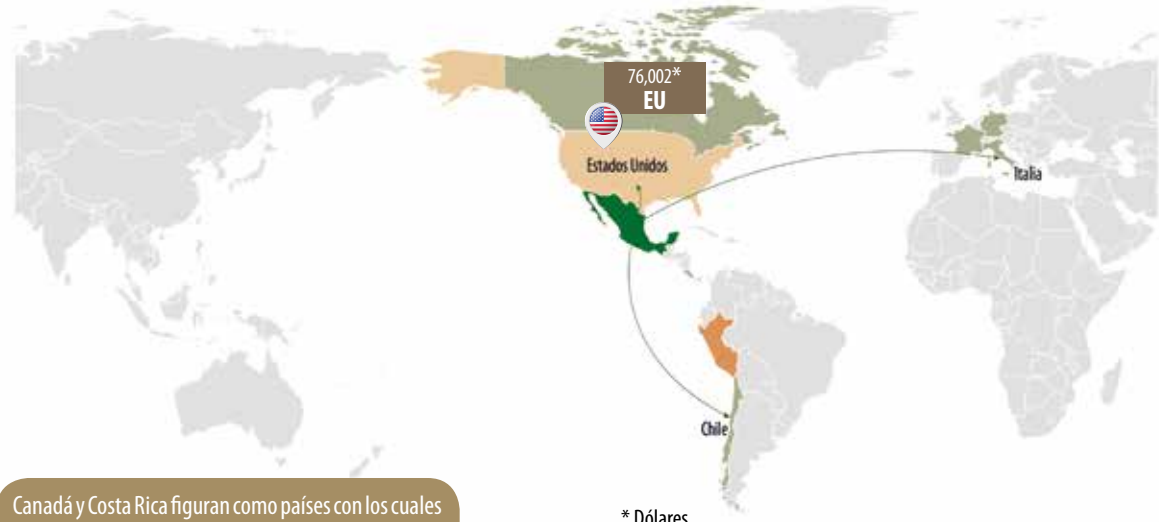 76,002*
EU
Estados Unidos
Italia
Chile
Canadá y Costa Rica figuran como países con los cuales
* Dólares